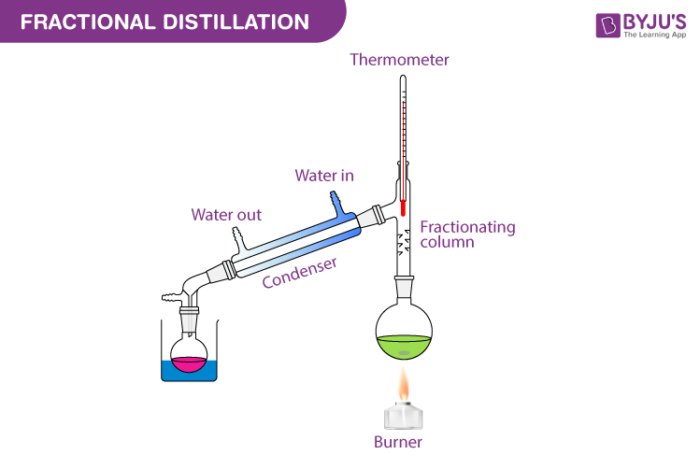 FRACTIONAL DISTILLATION
BYJU'S
The Learning App
Thermometer
Water in
Water out
Fractionating
column
Condenser
Burner